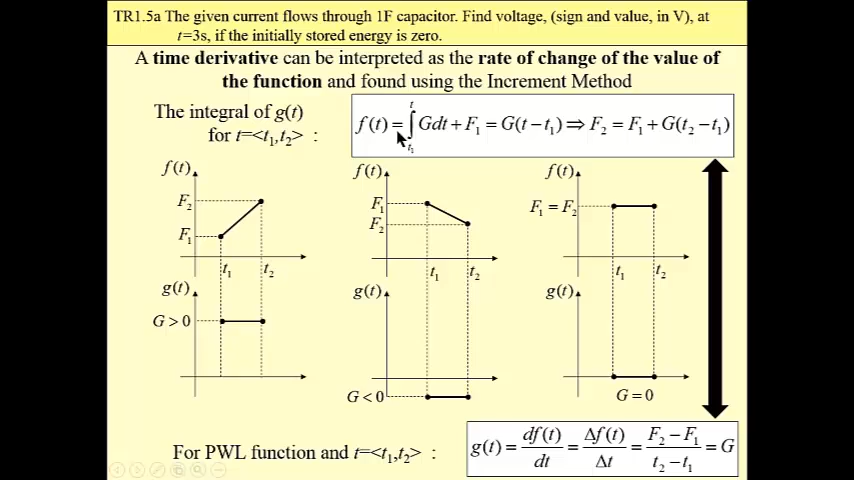 TR1.5a The given current flows through 1F capacitor. Find voltage, (sign and value, in V), at
t=3s, if the initially stored energy is zero.
A time derivative can be interpreted as the rate of change of the value of
the function and found using the Increment Method
The integral of g(t)
for t=<t₁,t₂> :
f(t) = ∫_{t₁}^{t} Gdt + F₁ = G(t − t₁) ⇒ F₂ = F₁ + G(t₂ − t₁)
f(t) f(t) f(t)
F₂ F₁ F₁ = F₂
F₁ F₂
t₁ t₂ t₁ t₂ t₁ t₂
g(t) g(t) g(t)
G > 0
G < 0 G = 0
For PWL function and t=<t₁,t₂> :
g(t) = df(t)/dt = Δf(t)/Δt = (F₂ − F₁)/(t₂ − t₁) = G